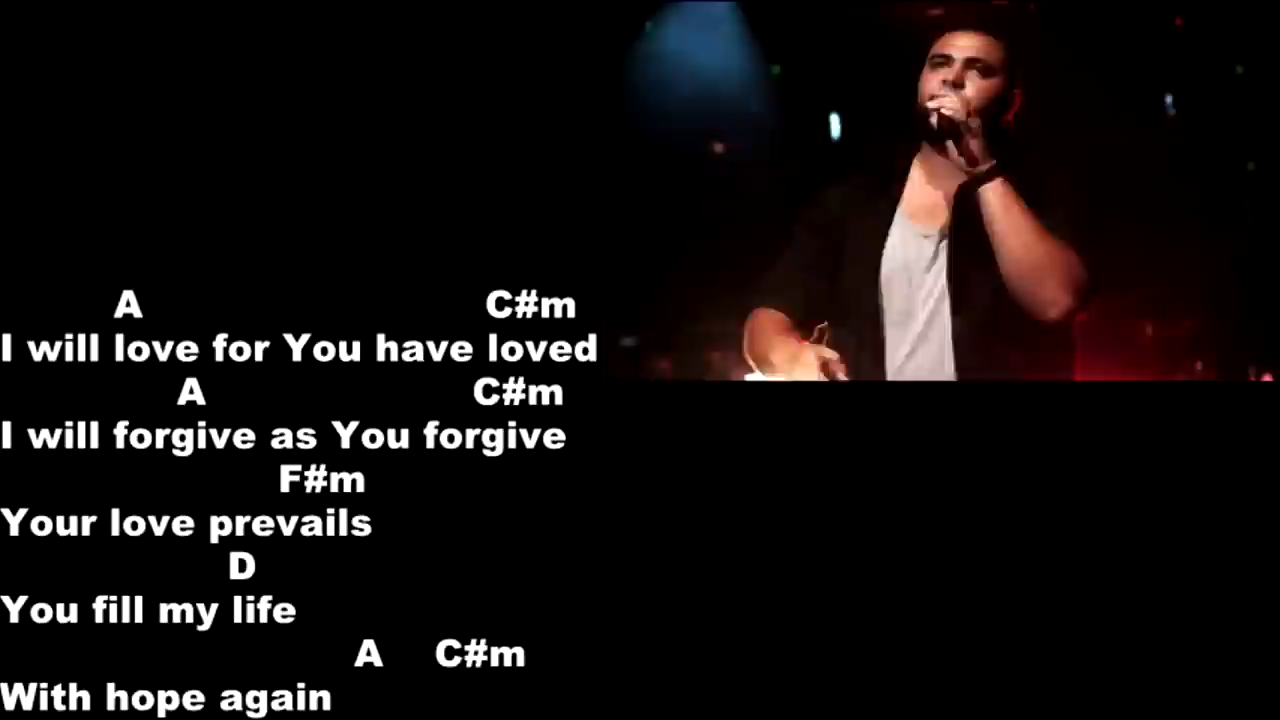 A C#m
I will love for You have loved
A C#m
I will forgive as You forgive
F#m
Your love prevails
D
You fill my life
A C#m
With hope again